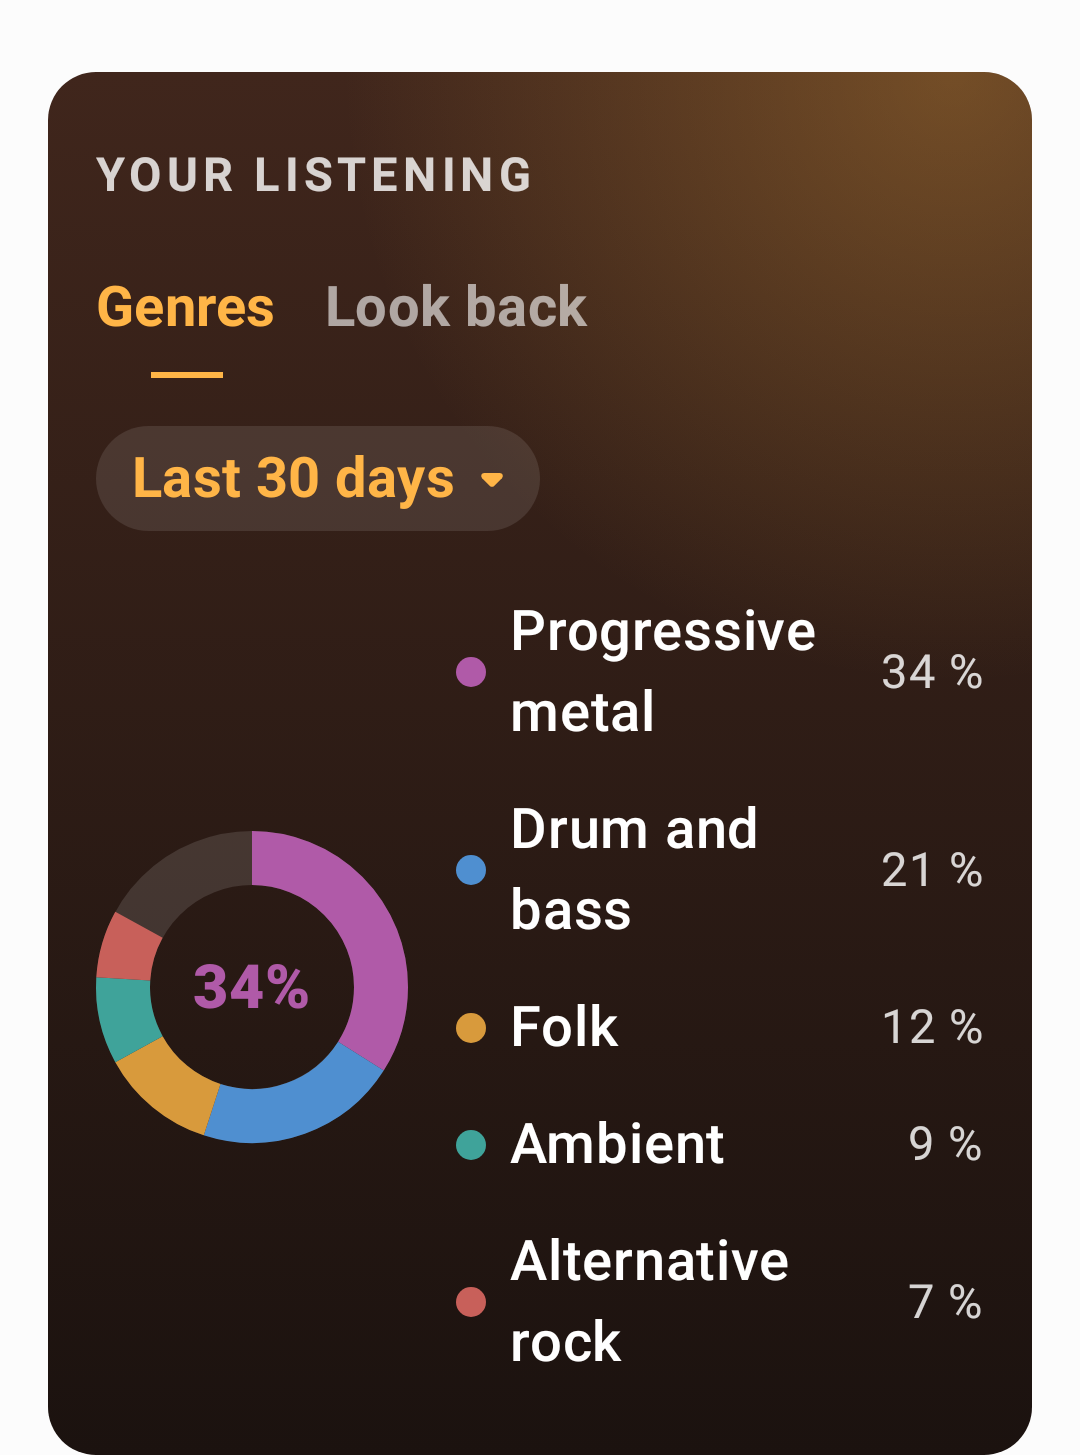 YOUR LISTENING
Genres Look back
Last 30 days
Progressive
metal
34 %
Drum and
bass
21 %
34%
Folk 12 %
Ambient 9 %
Alternative
rock
7 %